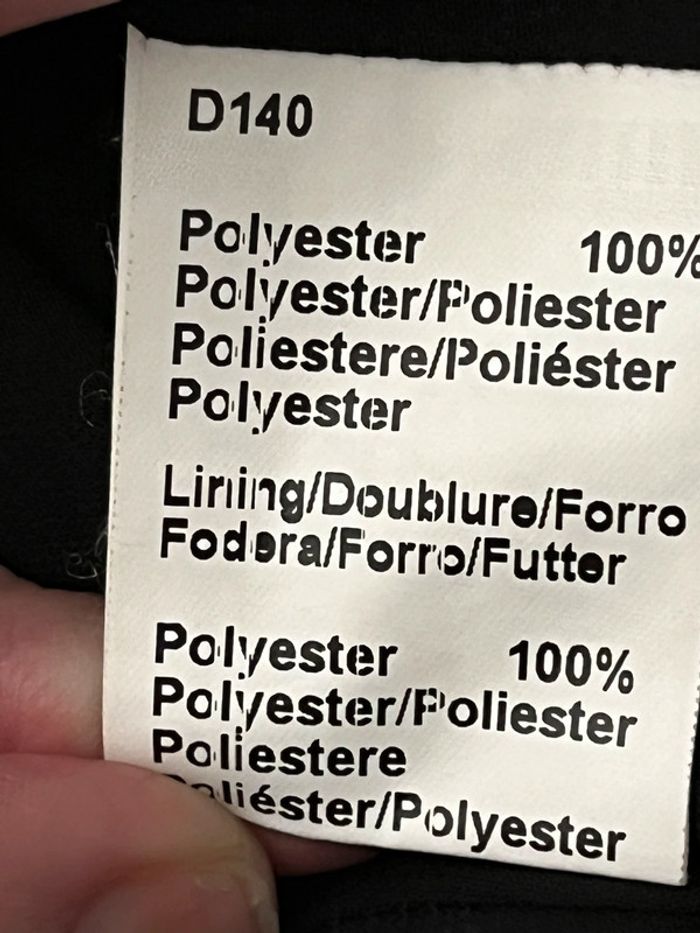 D140
Polyester 100%
Polyester/Poliester
Poliestere/Poliéster
Polyester
Lining/Doublure/Forro
Fodera/Forro/Futter
Polyester 100%
Polyester/Poliester
Poliestere
Poliéster/Polyester